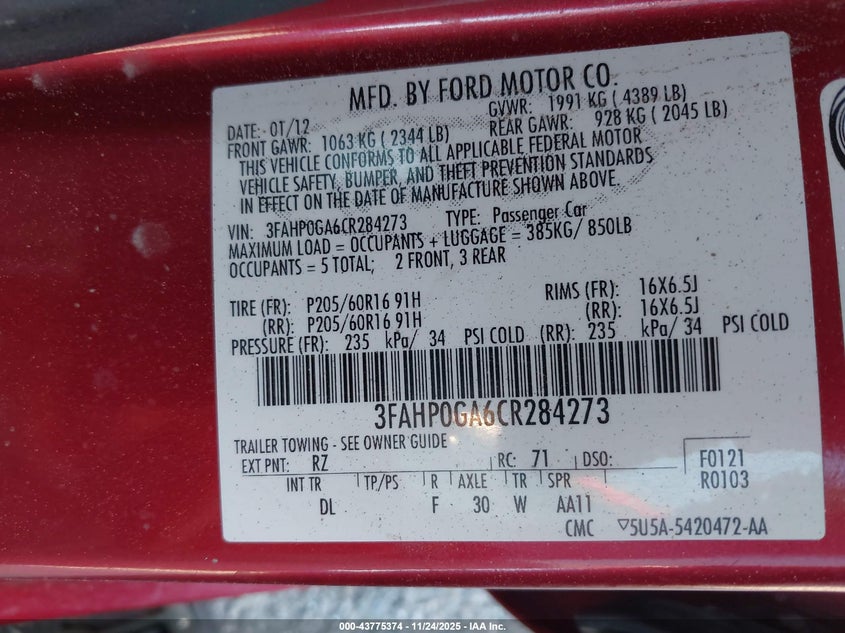 MFD. BY FORD MOTOR CO.
DATE: 01/12 GVWR: 1991 KG ( 4389 LB)
FRONT GAWR: 1063 KG ( 2344 LB) REAR GAWR: 928 KG ( 2045 LB)
THIS VEHICLE CONFORMS TO ALL APPLICABLE FEDERAL MOTOR
VEHICLE SAFETY, BUMPER, AND THEFT PREVENTION STANDARDS
IN EFFECT ON THE DATE OF MANUFACTURE SHOWN ABOVE.
VIN: 3FAHP0GA6CR284273 TYPE: Passenger Car
MAXIMUM LOAD = OCCUPANTS + LUGGAGE = 385KG/ 850LB
OCCUPANTS = 5 TOTAL; 2 FRONT, 3 REAR
TIRE (FR): P205/60R16 91H RIMS (FR): 16X6.5J
(RR): P205/60R16 91H (RR): 16X6.5J
PRESSURE (FR): 235 kPa/ 34 PSI COLD (RR): 235 kPa/ 34 PSI COLD
3FAHP0GA6CR284273
TRAILER TOWING - SEE OWNER GUIDE
EXT PNT: RZ RC: 71 DSO: F0121
INT TR TP/PS R AXLE TR SPR R0103
DL F 30 W AA11
CMC ▽5U5A-5420472-AA
000-43775374 - 11/24/2025 - IAA Inc.